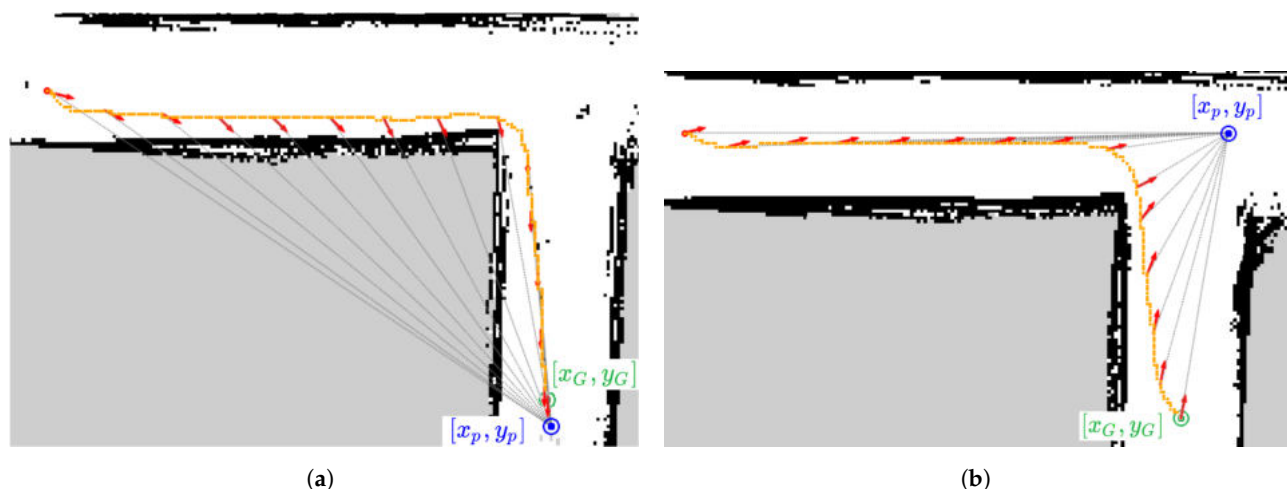 [x_G, y_G]
[x_p, y_p]
(a)
[x_p, y_p]
[x_G, y_G]
(b)